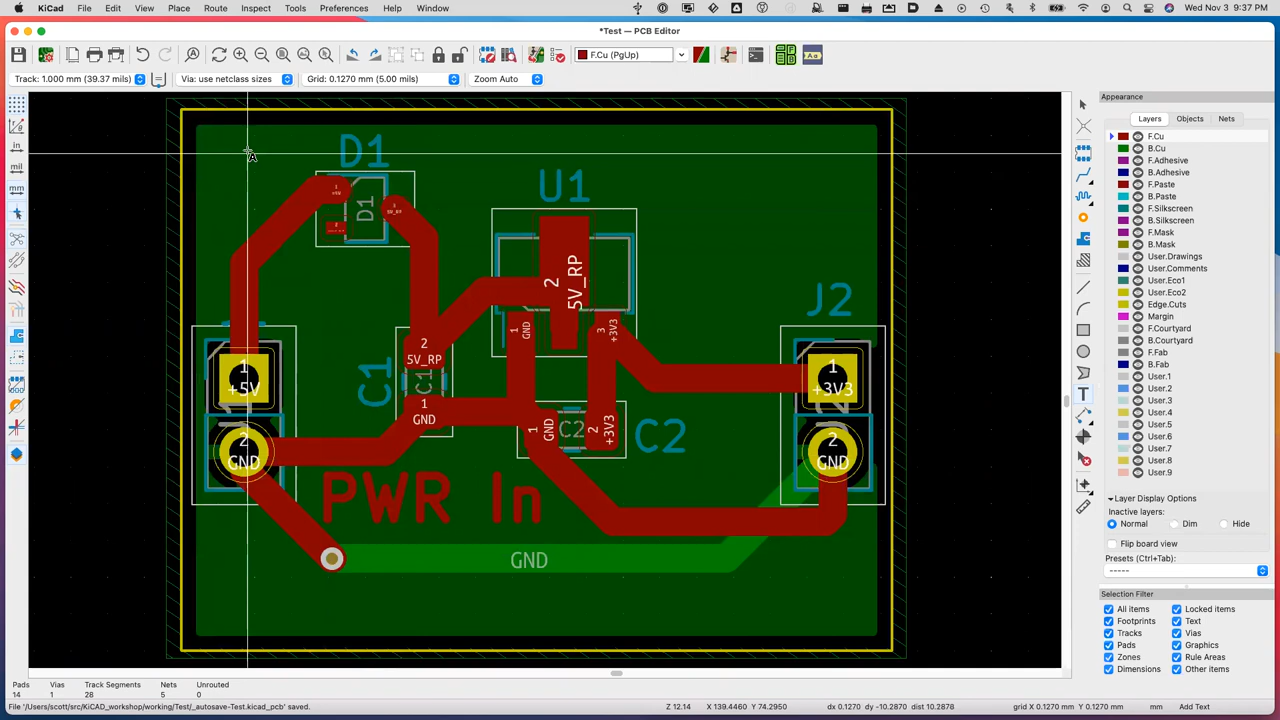 KiCad File Edit View Place Route Inspect Tools Preferences Help Window Wed Nov 3 9:37 PM
*Test — PCB Editor
F.Cu (PgUp)
Track: 1.000 mm (39.37 mils) Via: use netclass sizes Grid: 0.1270 mm (5.00 mils) Zoom Auto
Appearance
Layers Objects Nets
F.Cu
B.Cu
F.Adhesive
B.Adhesive
F.Paste
B.Paste
F.Silkscreen
B.Silkscreen
F.Mask
B.Mask
User.Drawings
User.Comments
User.Eco1
User.Eco2
Edge.Cuts
Margin
F.Courtyard
B.Courtyard
F.Fab
B.Fab
User.1
User.2
User.3
User.4
User.5
User.6
User.7
User.8
User.9
Layer Display Options
Inactive layers:
Normal Dim Hide
Flip board view
Presets (Ctrl+Tab):
-----
Selection Filter
All items Locked items
Footprints Text
Tracks Vias
Pads Graphics
Zones Rule Areas
Dimensions Other items
in
mil
mm
D1
D1
U1
2
5V_RP
1
GND
3
+3V3
J2
1
+5V
2
GND
C1
2
5V_RP
C1
1
GND
1
GND
C2
2
+3V3
C2
1
+3V3
2
GND
PWR In
GND
Pads Vias Track Segments Nets Unrouted
14 1 28 5 0
File '/Users/scott/src/KiCAD_workshop/working/Test/_autosave-Test.kicad_pcb' saved. Z 12.14 X 139.4460 Y 74.2950 dx 0.1270 dy -10.2870 dist 10.2878 grid X 0.1270 Y 0.1270 mm Add Text